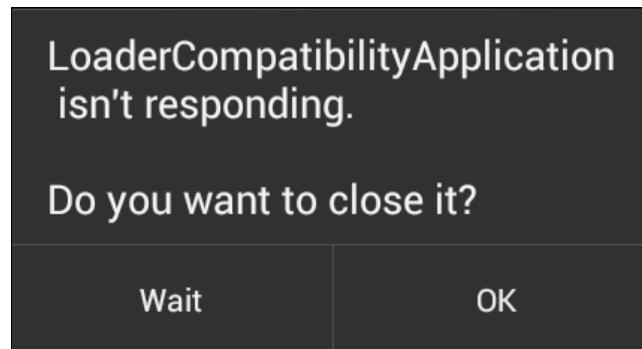 LoaderCompatibilityApplication
isn't responding.
Do you want to close it?
Wait
OK